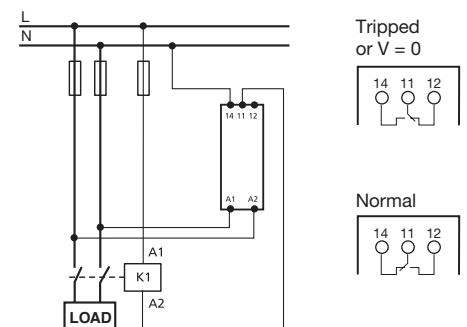 L
N
14 11 12
A1 A2
A1
K1
A2
LOAD
Tripped
or V = 0
14 11 12
Normal
14 11 12